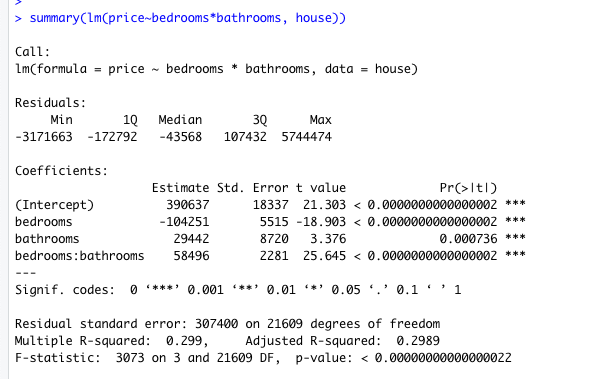 >
> summary(lm(price~bedrooms*bathrooms, house))
Call:
lm(formula = price ~ bedrooms * bathrooms, data = house)
Residuals:
Min 1Q Median 3Q Max
-3171663 -172792 -43568 107432 5744474
Coefficients:
Estimate Std. Error t value Pr(>|t|)
(Intercept) 390637 18337 21.303 < 0.0000000000000002 ***
bedrooms -104251 5515 -18.903 < 0.0000000000000002 ***
bathrooms 29442 8720 3.376 0.000736 ***
bedrooms:bathrooms 58496 2281 25.645 < 0.0000000000000002 ***
---
Signif. codes: 0 ‘***’ 0.001 ‘**’ 0.01 ‘*’ 0.05 ‘.’ 0.1 ‘ ’ 1
Residual standard error: 307400 on 21609 degrees of freedom
Multiple R-squared: 0.299, Adjusted R-squared: 0.2989
F-statistic: 3073 on 3 and 21609 DF, p-value: < 0.00000000000000022